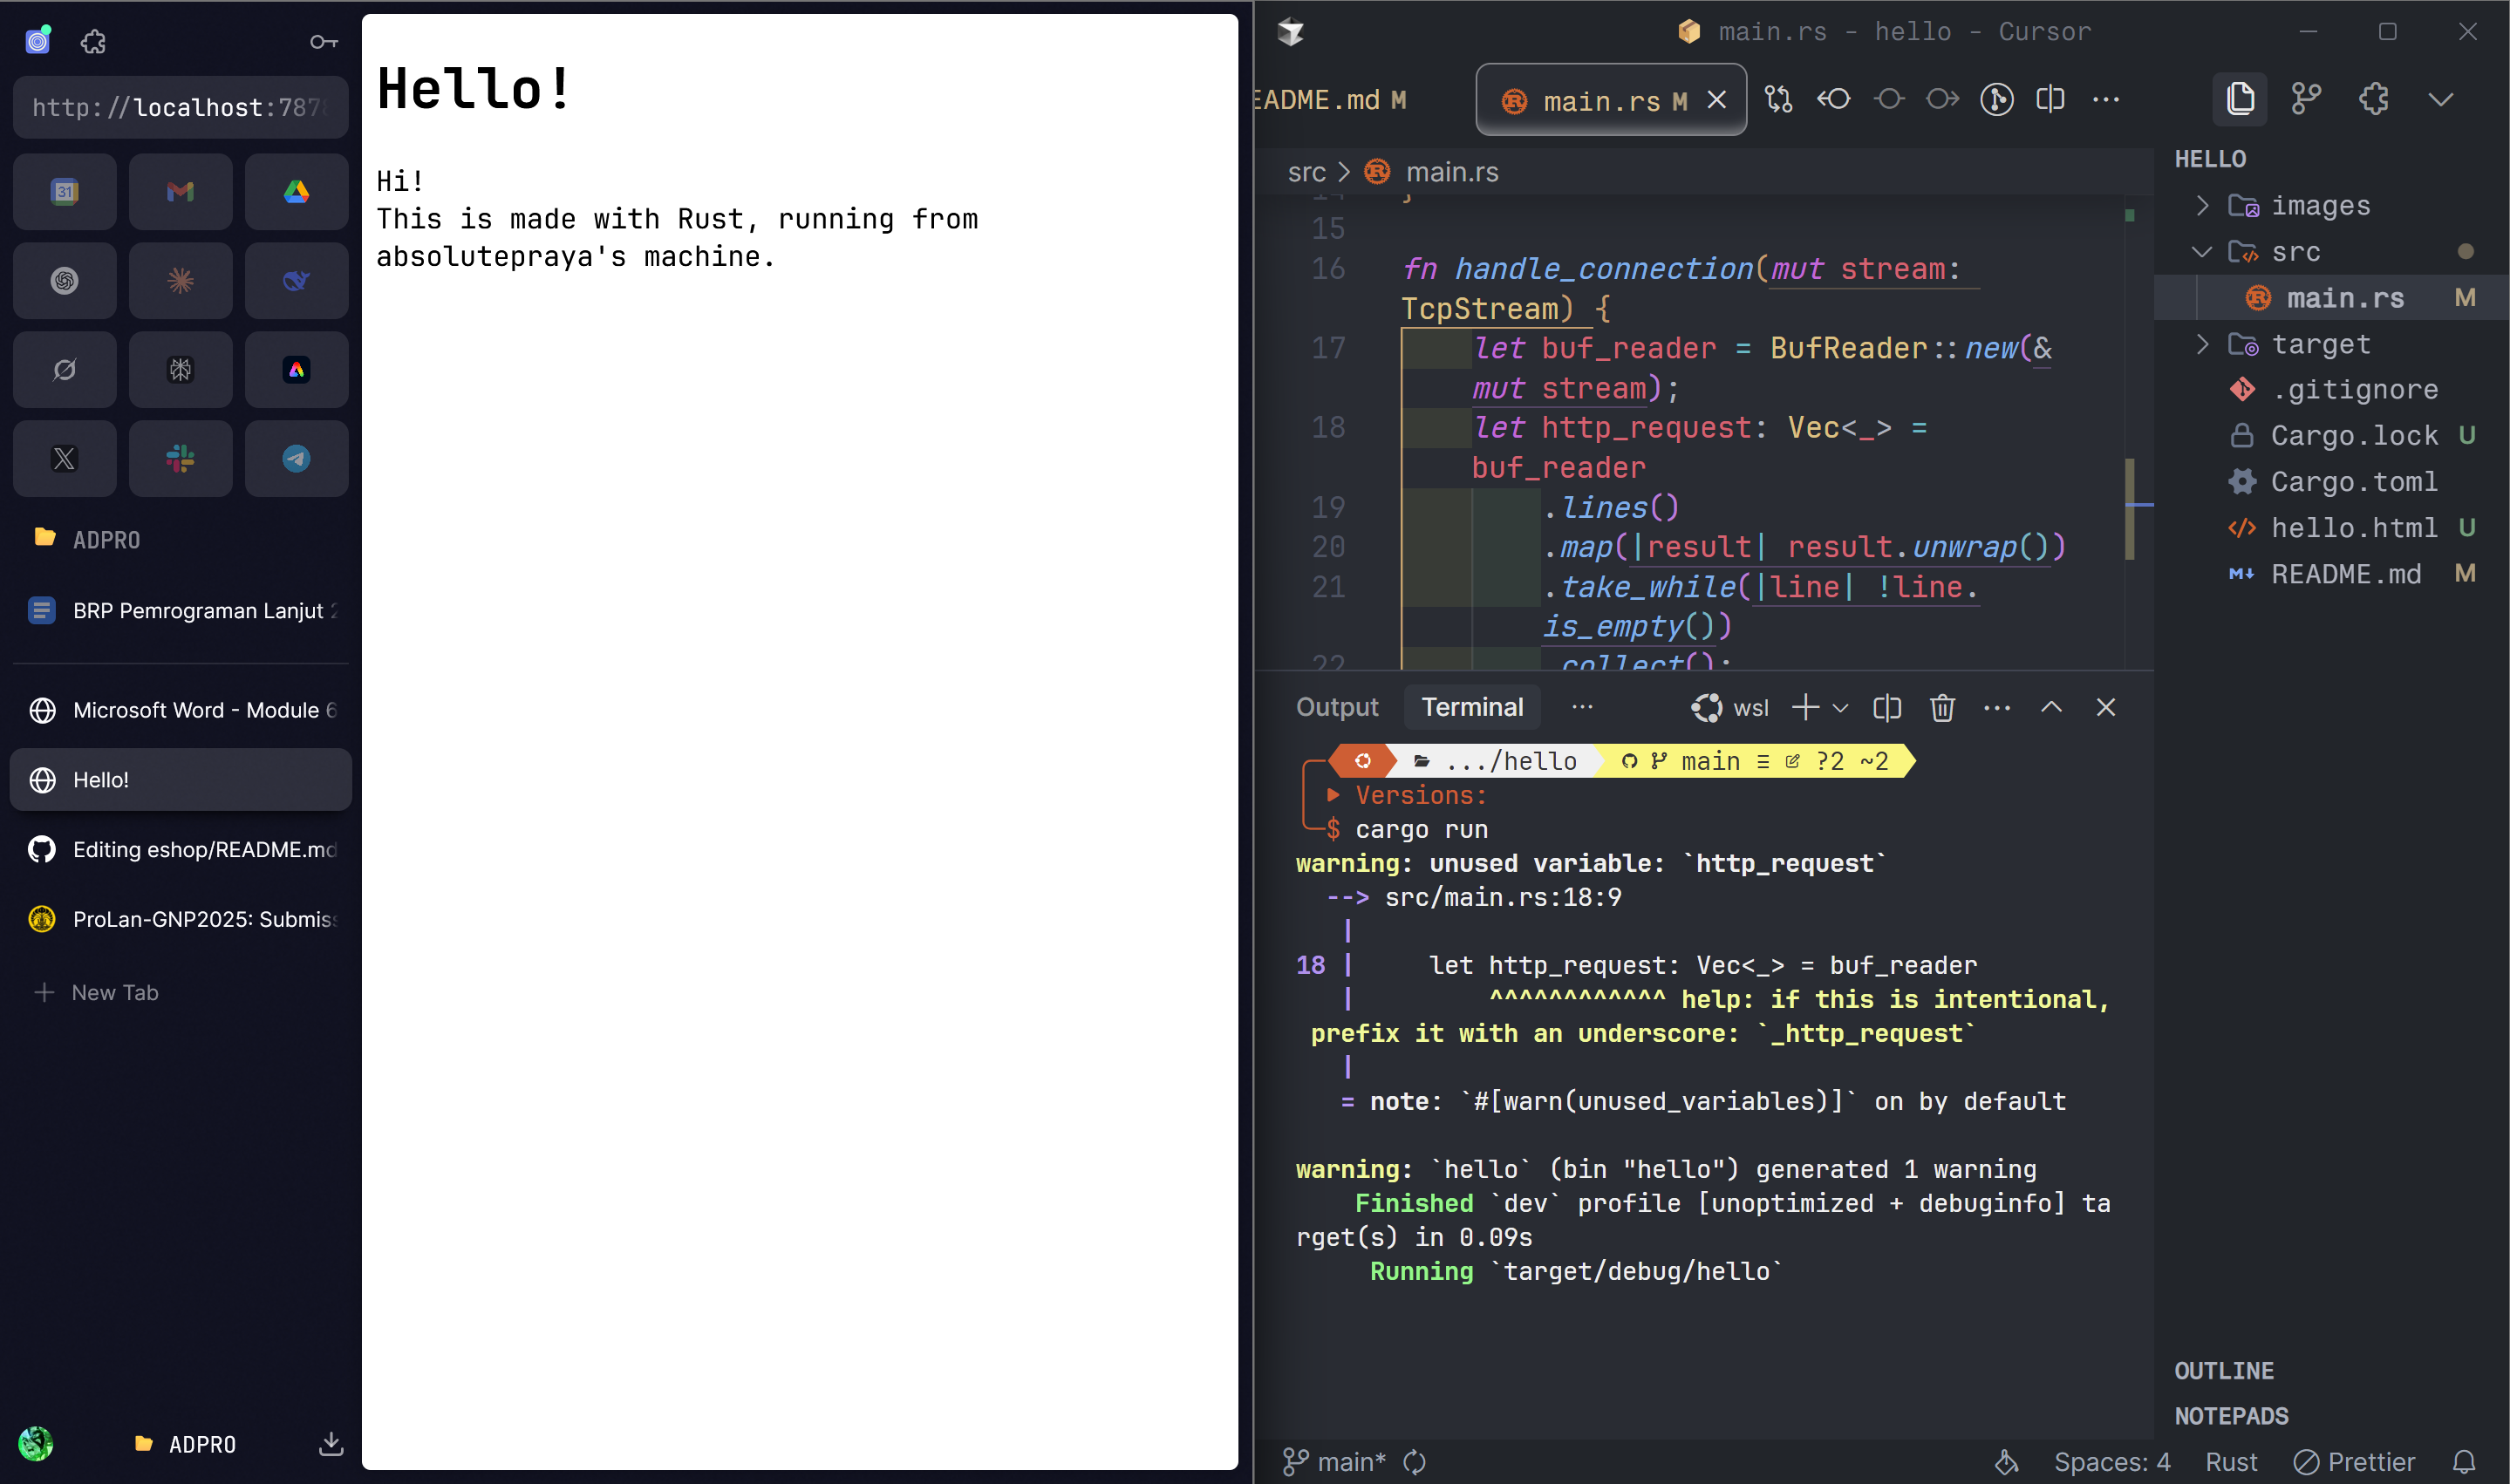 http://localhost:7878
31
ADPRO
BRP Pemrograman Lanjut 2
Microsoft Word - Module 6
Hello!
Editing eshop/README.md
ProLan-GNP2025: Submiss
New Tab
ADPRO
Hello!
Hi!
This is made with Rust, running from
absolutepraya's machine.
main.rs - hello - Cursor
EADME.md M
main.rs M
src > main.rs
14 }
15
16 fn handle_connection(mut stream:
TcpStream) {
17 let buf_reader = BufReader::new(&
mut stream);
18 let http_request: Vec<_> =
buf_reader
19 .lines()
20 .map(|result| result.unwrap())
21 .take_while(|line| !line.
is_empty())
22 .collect();
Output Terminal ... wsl
.../hello main ≡ ?2 ~2
Versions:
$ cargo run
warning: unused variable: `http_request`
--> src/main.rs:18:9
|
18 | let http_request: Vec<_> = buf_reader
| ^^^^^^^^^^^^ help: if this is intentional,
prefix it with an underscore: `_http_request`
|
= note: `#[warn(unused_variables)]` on by default
warning: `hello` (bin "hello") generated 1 warning
Finished `dev` profile [unoptimized + debuginfo] ta
rget(s) in 0.09s
Running `target/debug/hello`
HELLO
images
src
main.rs M
target
.gitignore
Cargo.lock U
Cargo.toml
hello.html U
README.md M
OUTLINE
NOTEPADS
main* Spaces: 4 Rust Prettier